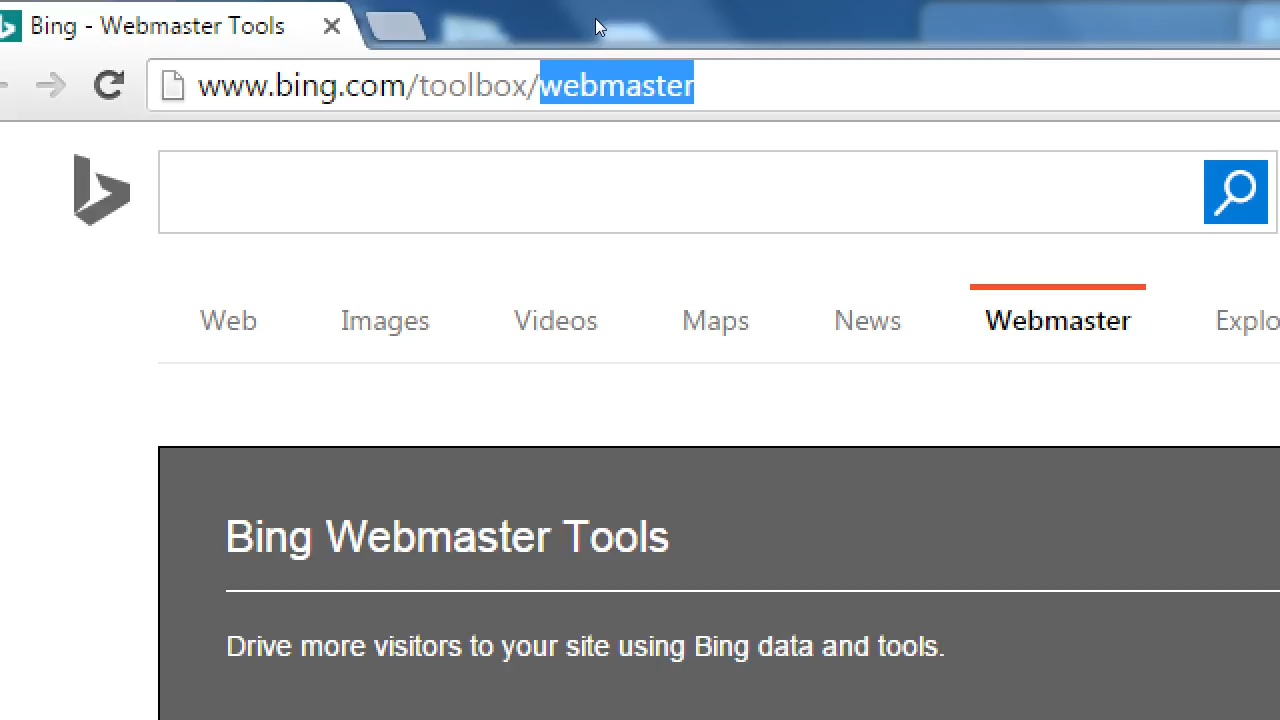 Bing - Webmaster Tools
www.bing.com/toolbox/webmaster
Web Images Videos Maps News Webmaster Explo
Bing Webmaster Tools
Drive more visitors to your site using Bing data and tools.